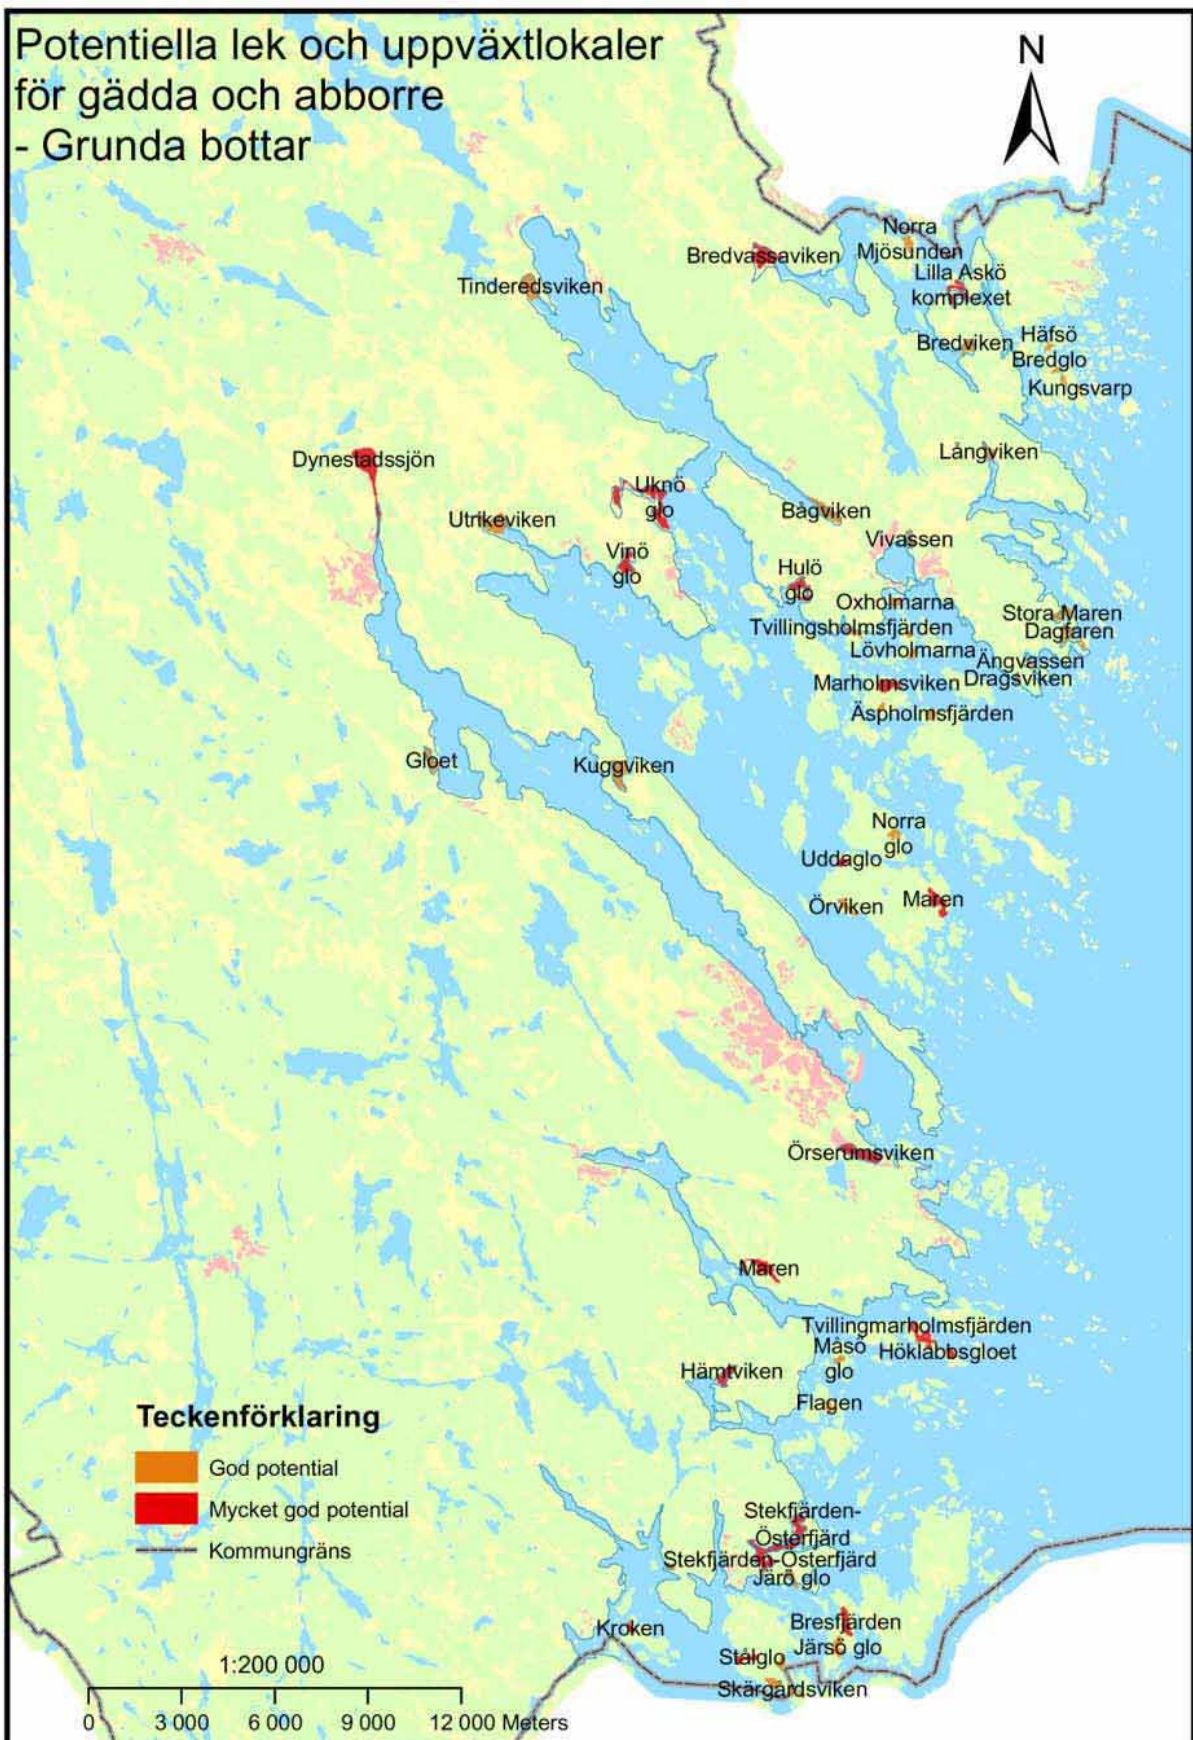 Potentiella lek och uppväxtlokaler
för gädda och abborre
- Grunda bottar
N
Norra
Mjösunden
Bredvassaviken
Lilla Askö
komplexet
Tinderedsviken
Bredviken
Häfsö
Bredglo
Kungsvarp
Långviken
Dynestadssjön
Uknö
glo
Utrikeviken
Bågviken
Vivassen
Vinö
glo
Hulö
glo
Oxholmarna
Stora Maren
Tvillingsholmsfjärden
Dagfaren
Lövholmarna
Ängvassen
Marholmsviken
Dragsviken
Äspholmsfjärden
Gloet
Kuggviken
Norra
glo
Uddaglo
Örviken
Maren
Örserumsviken
Maren
Tvillingmarholmsfjärden
Måsö
glo
Höklabbsgloet
Hämtviken
Flagen
Teckenförklaring
God potential
Mycket god potential
Kommungräns
Stekfjärden-
Österfjärd
Stekfjärden-Österfjärd
Järö glo
Bresfjärden
Kroken
Järsö glo
Stålglo
Skärgårdsviken
1:200 000
0 3 000 6 000 9 000 12 000 Meters